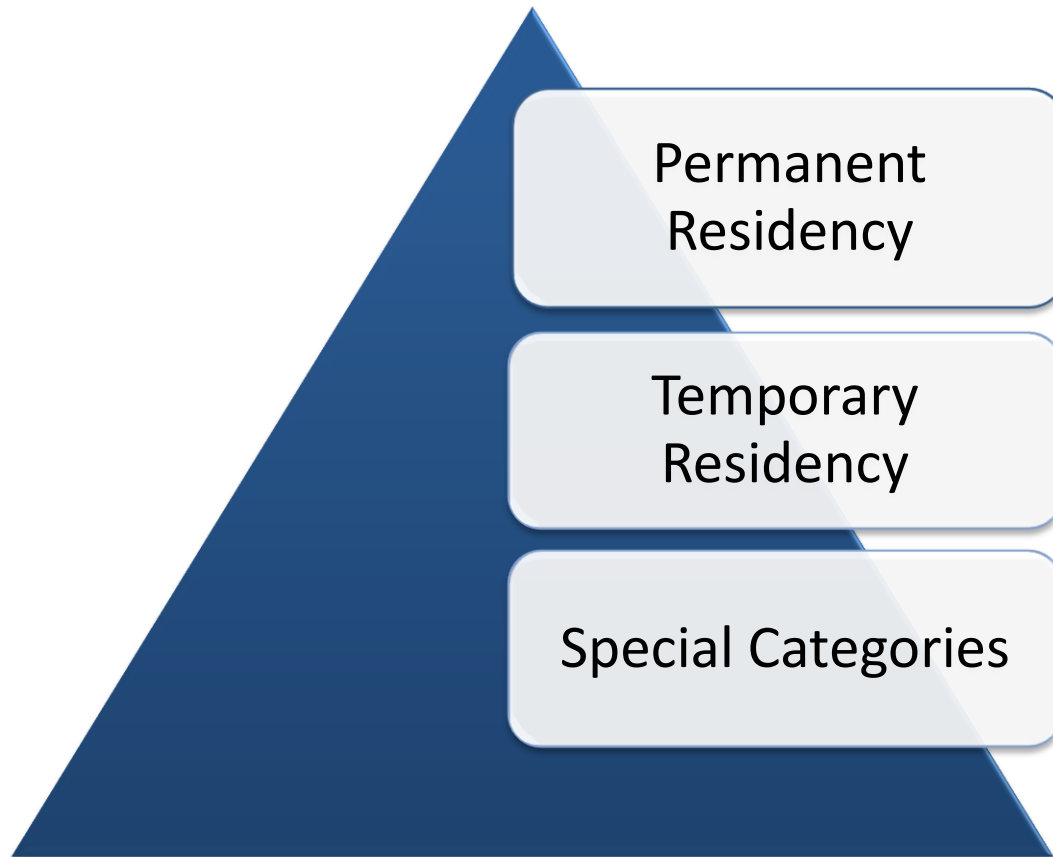 Permanent
Residency
Temporary
Residency
Special Categories